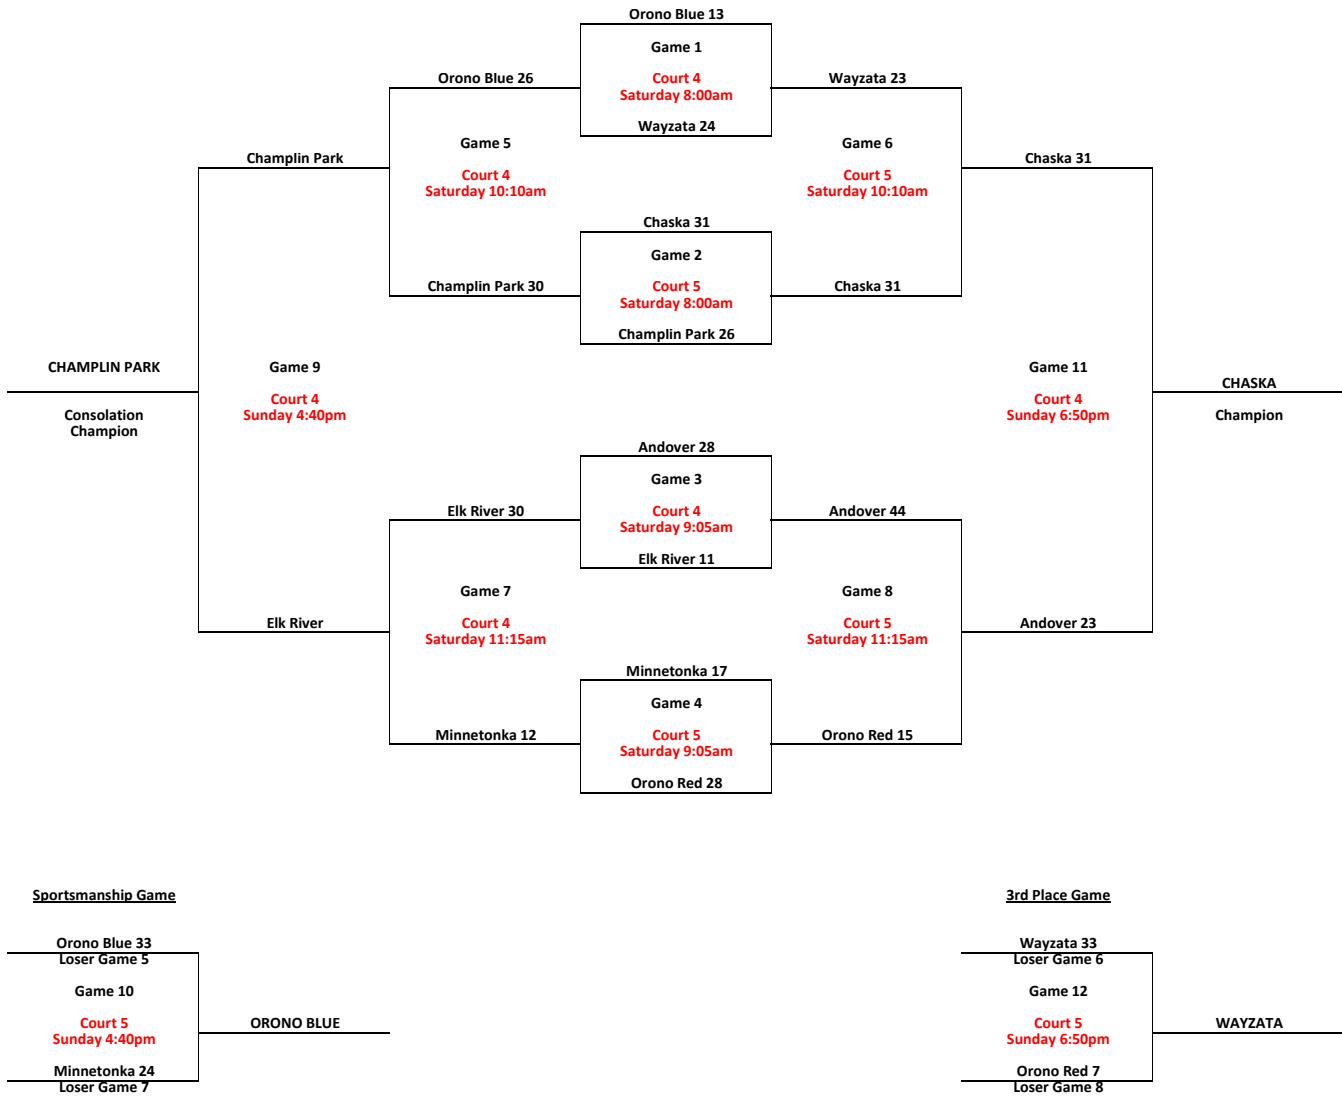 Orono Blue 13
Game 1
Orono Blue 26
Court 4
Wayzata 23
Saturday 8:00am
Wayzata 24
Game 5
Game 6
Champlin Park
Chaska 31
Court 4
Court 5
Saturday 10:10am
Saturday 10:10am
Chaska 31
Game 2
Champlin Park 30
Court 5
Chaska 31
Saturday 8:00am
Champlin Park 26
CHAMPLIN PARK
Game 9
Game 11
CHASKA
Court 4
Court 4
Consolation
Sunday 4:40pm
Sunday 6:50pm
Champion
Champion
Andover 28
Game 3
Elk River 30
Court 4
Andover 44
Saturday 9:05am
Elk River 11
Game 7
Game 8
Elk River
Court 4
Court 5
Andover 23
Saturday 11:15am
Saturday 11:15am
Minnetonka 17
Game 4
Minnetonka 12
Court 5
Orono Red 15
Saturday 9:05am
Orono Red 28
Sportsmanship Game
3rd Place Game
Orono Blue 33
Wayzata 33
Loser Game 5
Loser Game 6
Game 10
Game 12
Court 5
ORONO BLUE
Court 5
WAYZATA
Sunday 4:40pm
Sunday 6:50pm
Minnetonka 24
Orono Red 7
Loser Game 7
Loser Game 8